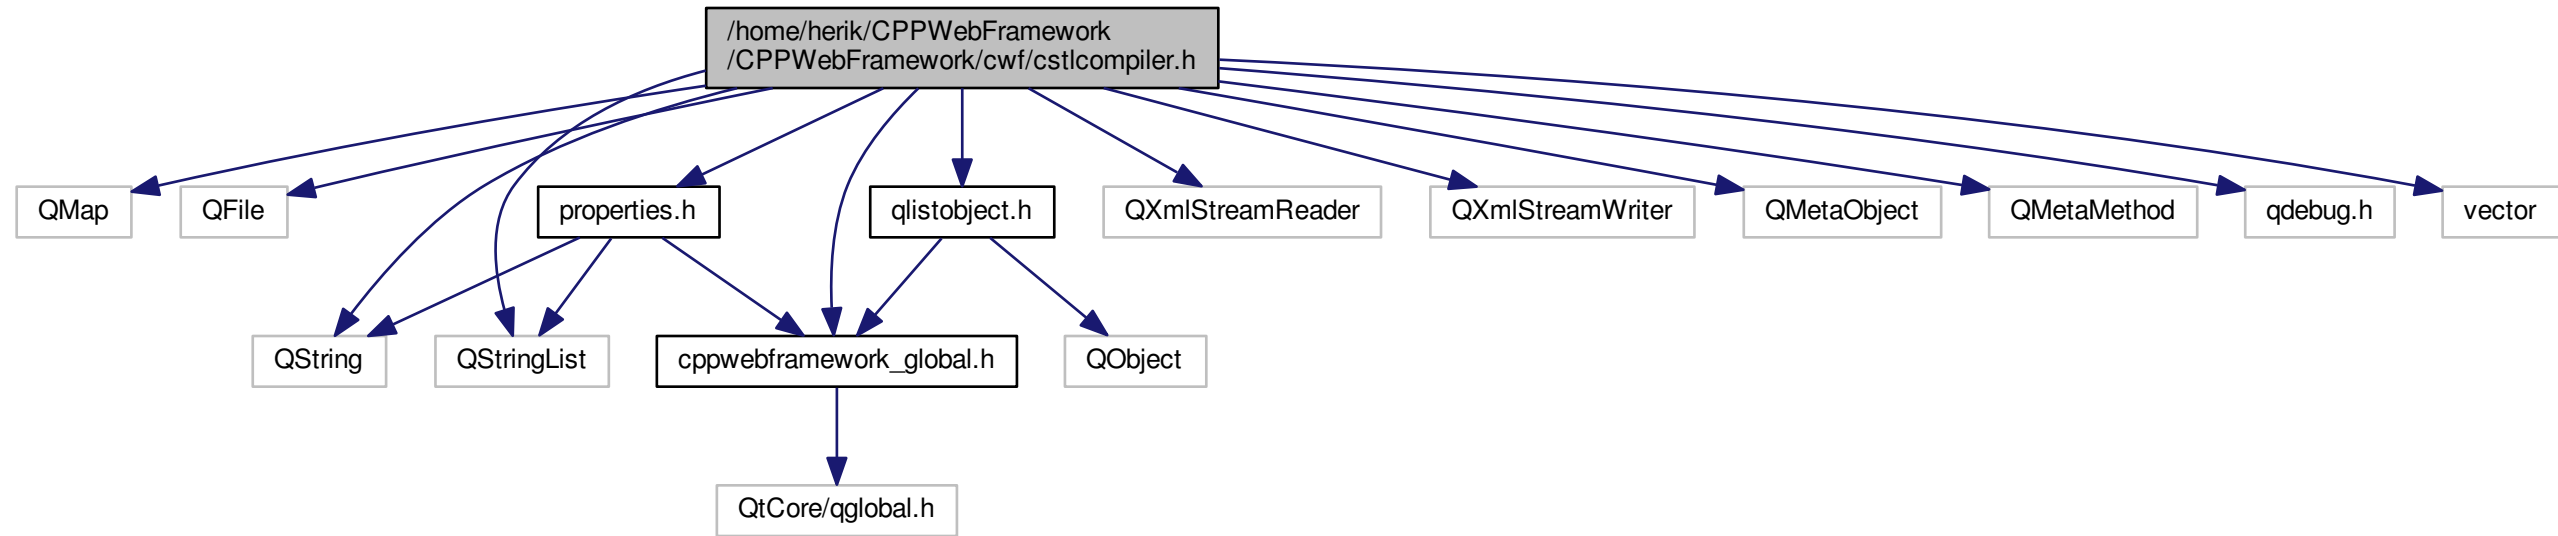 /home/herik/CPPWebFramework
/CPPWebFramework/cwf/cstlcompiler.h
QMap
QFile
properties.h
qlistobject.h
QXmlStreamReader
QXmlStreamWriter
QMetaObject
QMetaMethod
qdebug.h
vector
QString
QStringList
cppwebframework_global.h
QObject
QtCore/qglobal.h